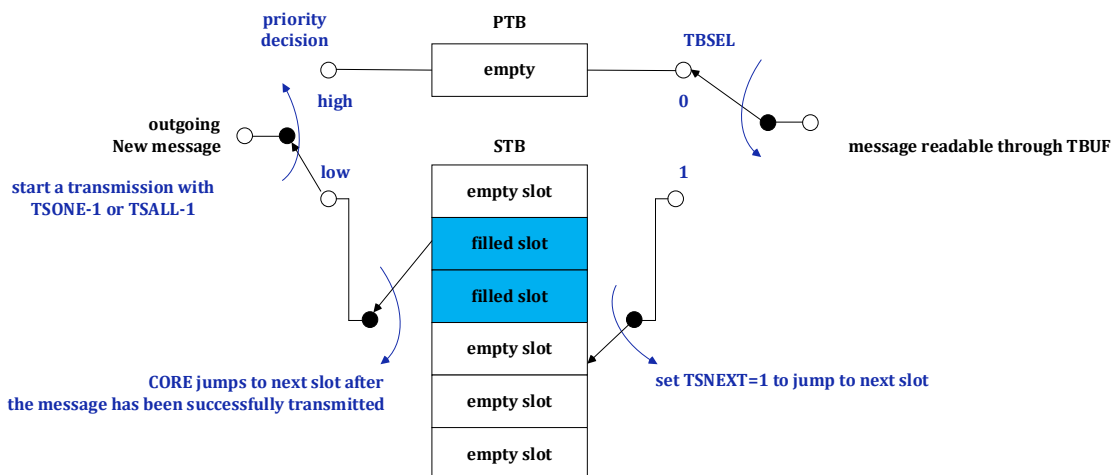 priority
decision
PTB
TBSEL
empty
high
0
outgoing
New message
STB
message readable through TBUF
low
1
start a transmission with
TSONE-1 or TSALL-1
empty slot
filled slot
filled slot
empty slot
CORE jumps to next slot after
the message has been successfully transmitted
set TSNEXT=1 to jump to next slot
empty slot
empty slot